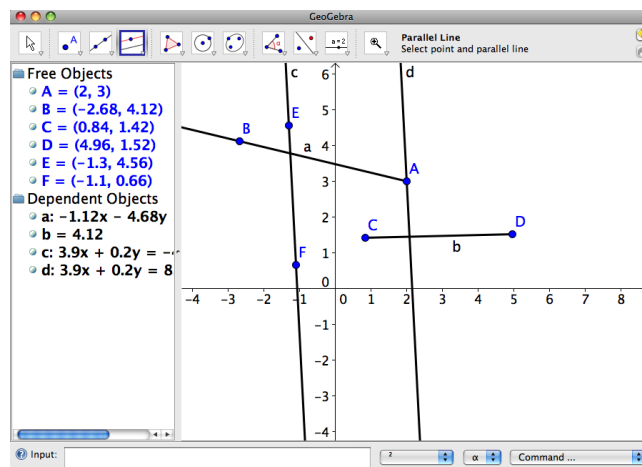 GeoGebra
A
a=2
Parallel Line
Select point and parallel line
Free Objects
A = (2, 3)
B = (-2.68, 4.12)
C = (0.84, 1.42)
D = (4.96, 1.52)
E = (-1.3, 4.56)
F = (-1.1, 0.66)
Dependent Objects
a: -1.12x - 4.68y
b = 4.12
c: 3.9x + 0.2y = -
d: 3.9x + 0.2y = 8
c
d
E
B
a
A
C
D
b
F
6
5
4
3
2
1
0
-1
-2
-3
-4
-4 -3 -2 -1 0 1 2 3 4 5 6 7 8
Input:
2
α
Command ...